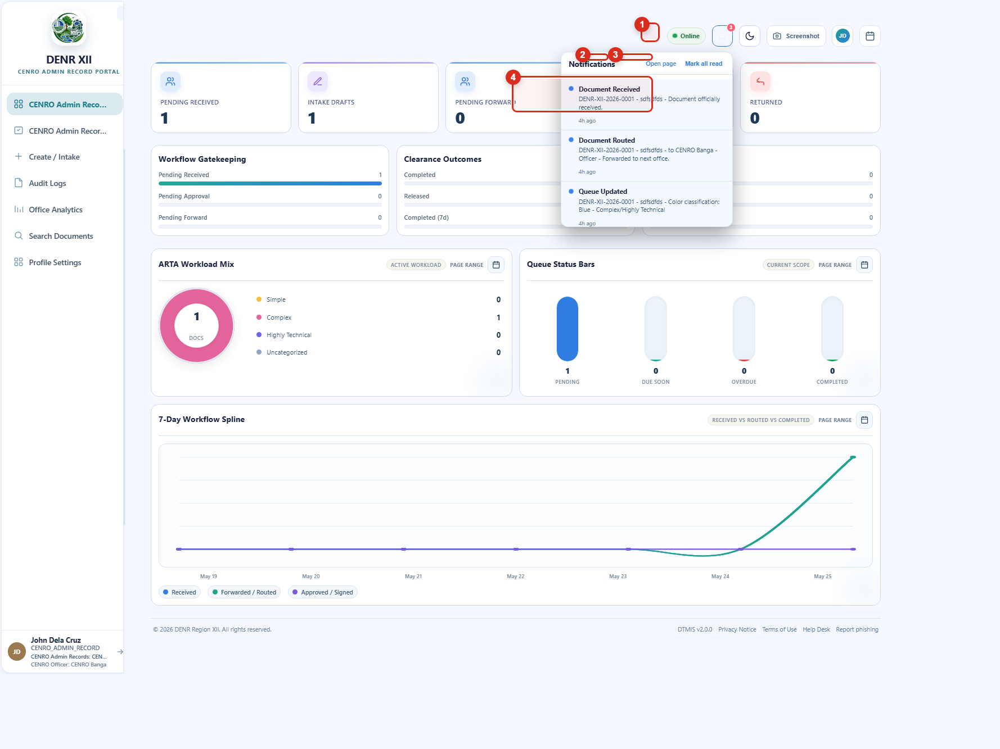 DENR XII
CENRO ADMIN RECORD PORTAL
CENRO Admin Reco...
CENRO Admin Recor...
Create / Intake
Audit Logs
Office Analytics
Search Documents
Profile Settings
JD
John Dela Cruz
CENRO_ADMIN_RECORD
CENRO Admin Records: CEN...
CENRO Officer: CENRO Banga
1
Online
3
Screenshot
JD
PENDING RECEIVED
1
INTAKE DRAFTS
1
PENDING FORWARD
0
RETURNED
0
2
3
4
Notifications
Open page
Mark all read
Document Received
DENR-XII-2026-0001 - sdfsdfds - Document officially
received.
4h ago
Document Routed
DENR-XII-2026-0001 - sdfsdfds - to CENRO Banga -
Officer - Forwarded to next office.
4h ago
Queue Updated
DENR-XII-2026-0001 - sdfsdfds - Color classification:
Blue - Complex/Highly Technical
4h ago
Workflow Gatekeeping
Pending Received 1
Pending Approval 0
Pending Forward 0
Clearance Outcomes
Completed
Released
Completed (7d)
0
0
0
ARTA Workload Mix
ACTIVE WORKLOAD
PAGE RANGE
1
DOCS
Simple 0
Complex 1
Highly Technical 0
Uncategorized 0
Queue Status Bars
CURRENT SCOPE
PAGE RANGE
1 0 0 0
PENDING DUE SOON OVERDUE COMPLETED
7-Day Workflow Spline
RECEIVED VS ROUTED VS COMPLETED
PAGE RANGE
May 19 May 20 May 21 May 22 May 23 May 24 May 25
Received
Forwarded / Routed
Approved / Signed
© 2026 DENR Region XII. All rights reserved.
DTMIS v2.0.0 Privacy Notice Terms of Use Help Desk Report phishing